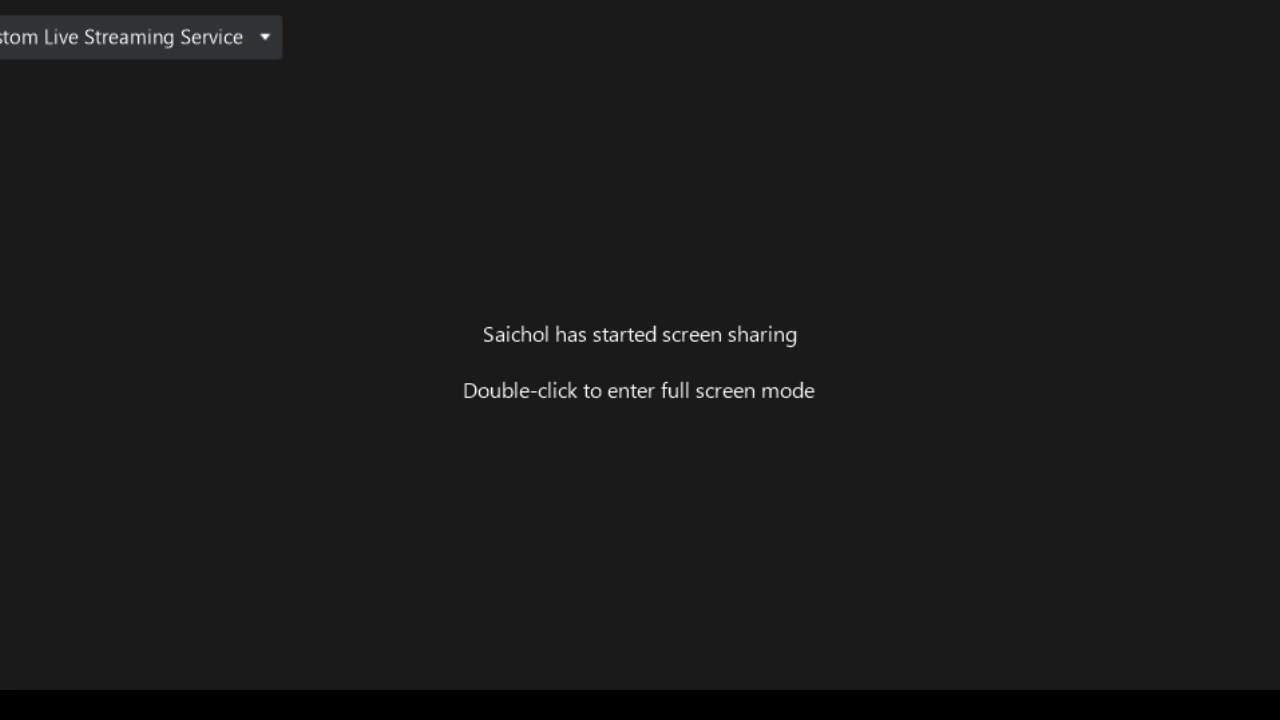 stom Live Streaming Service
Saichol has started screen sharing
Double-click to enter full screen mode